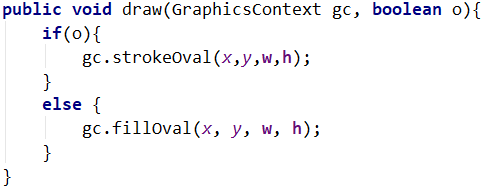 public void draw(GraphicsContext gc, boolean o){
    if(o){
        gc.strokeOval(x,y,w,h);
    }
    else {
        gc.fillOval(x, y, w, h);
    }
}